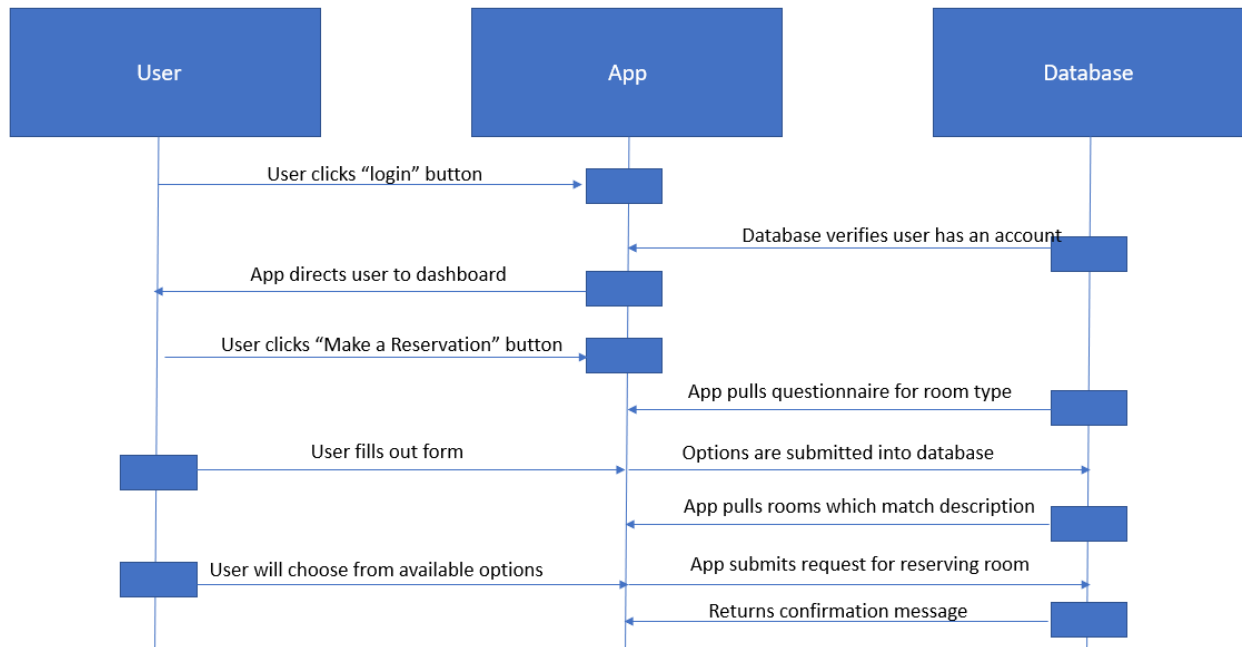 User
App
Database
User clicks “login” button
Database verifies user has an account
App directs user to dashboard
User clicks “Make a Reservation” button
App pulls questionnaire for room type
User fills out form
Options are submitted into database
App pulls rooms which match description
User will choose from available options
App submits request for reserving room
Returns confirmation message